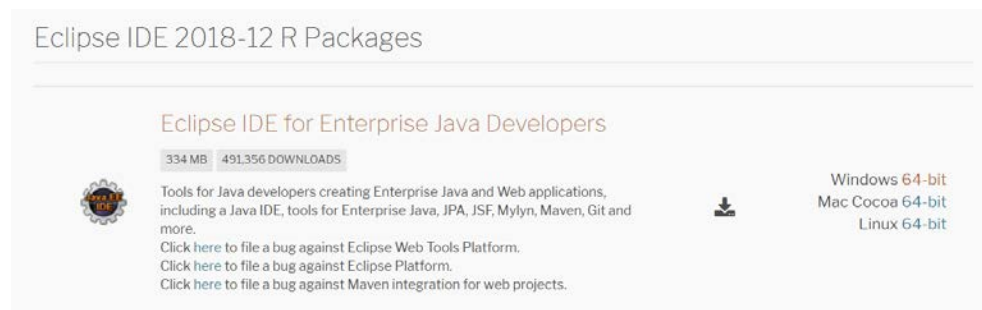 Eclipse IDE 2018-12 R Packages
Eclipse IDE for Enterprise Java Developers
334 MB 491,356 DOWNLOADS
Java EE
IDE
Tools for Java developers creating Enterprise Java and Web applications,
including a Java IDE, tools for Enterprise Java, JPA, JSF, Mylyn, Maven, Git and
more.
Click here to file a bug against Eclipse Web Tools Platform.
Click here to file a bug against Eclipse Platform.
Click here to file a bug against Maven integration for web projects.
Windows 64-bit
Mac Cocoa 64-bit
Linux 64-bit